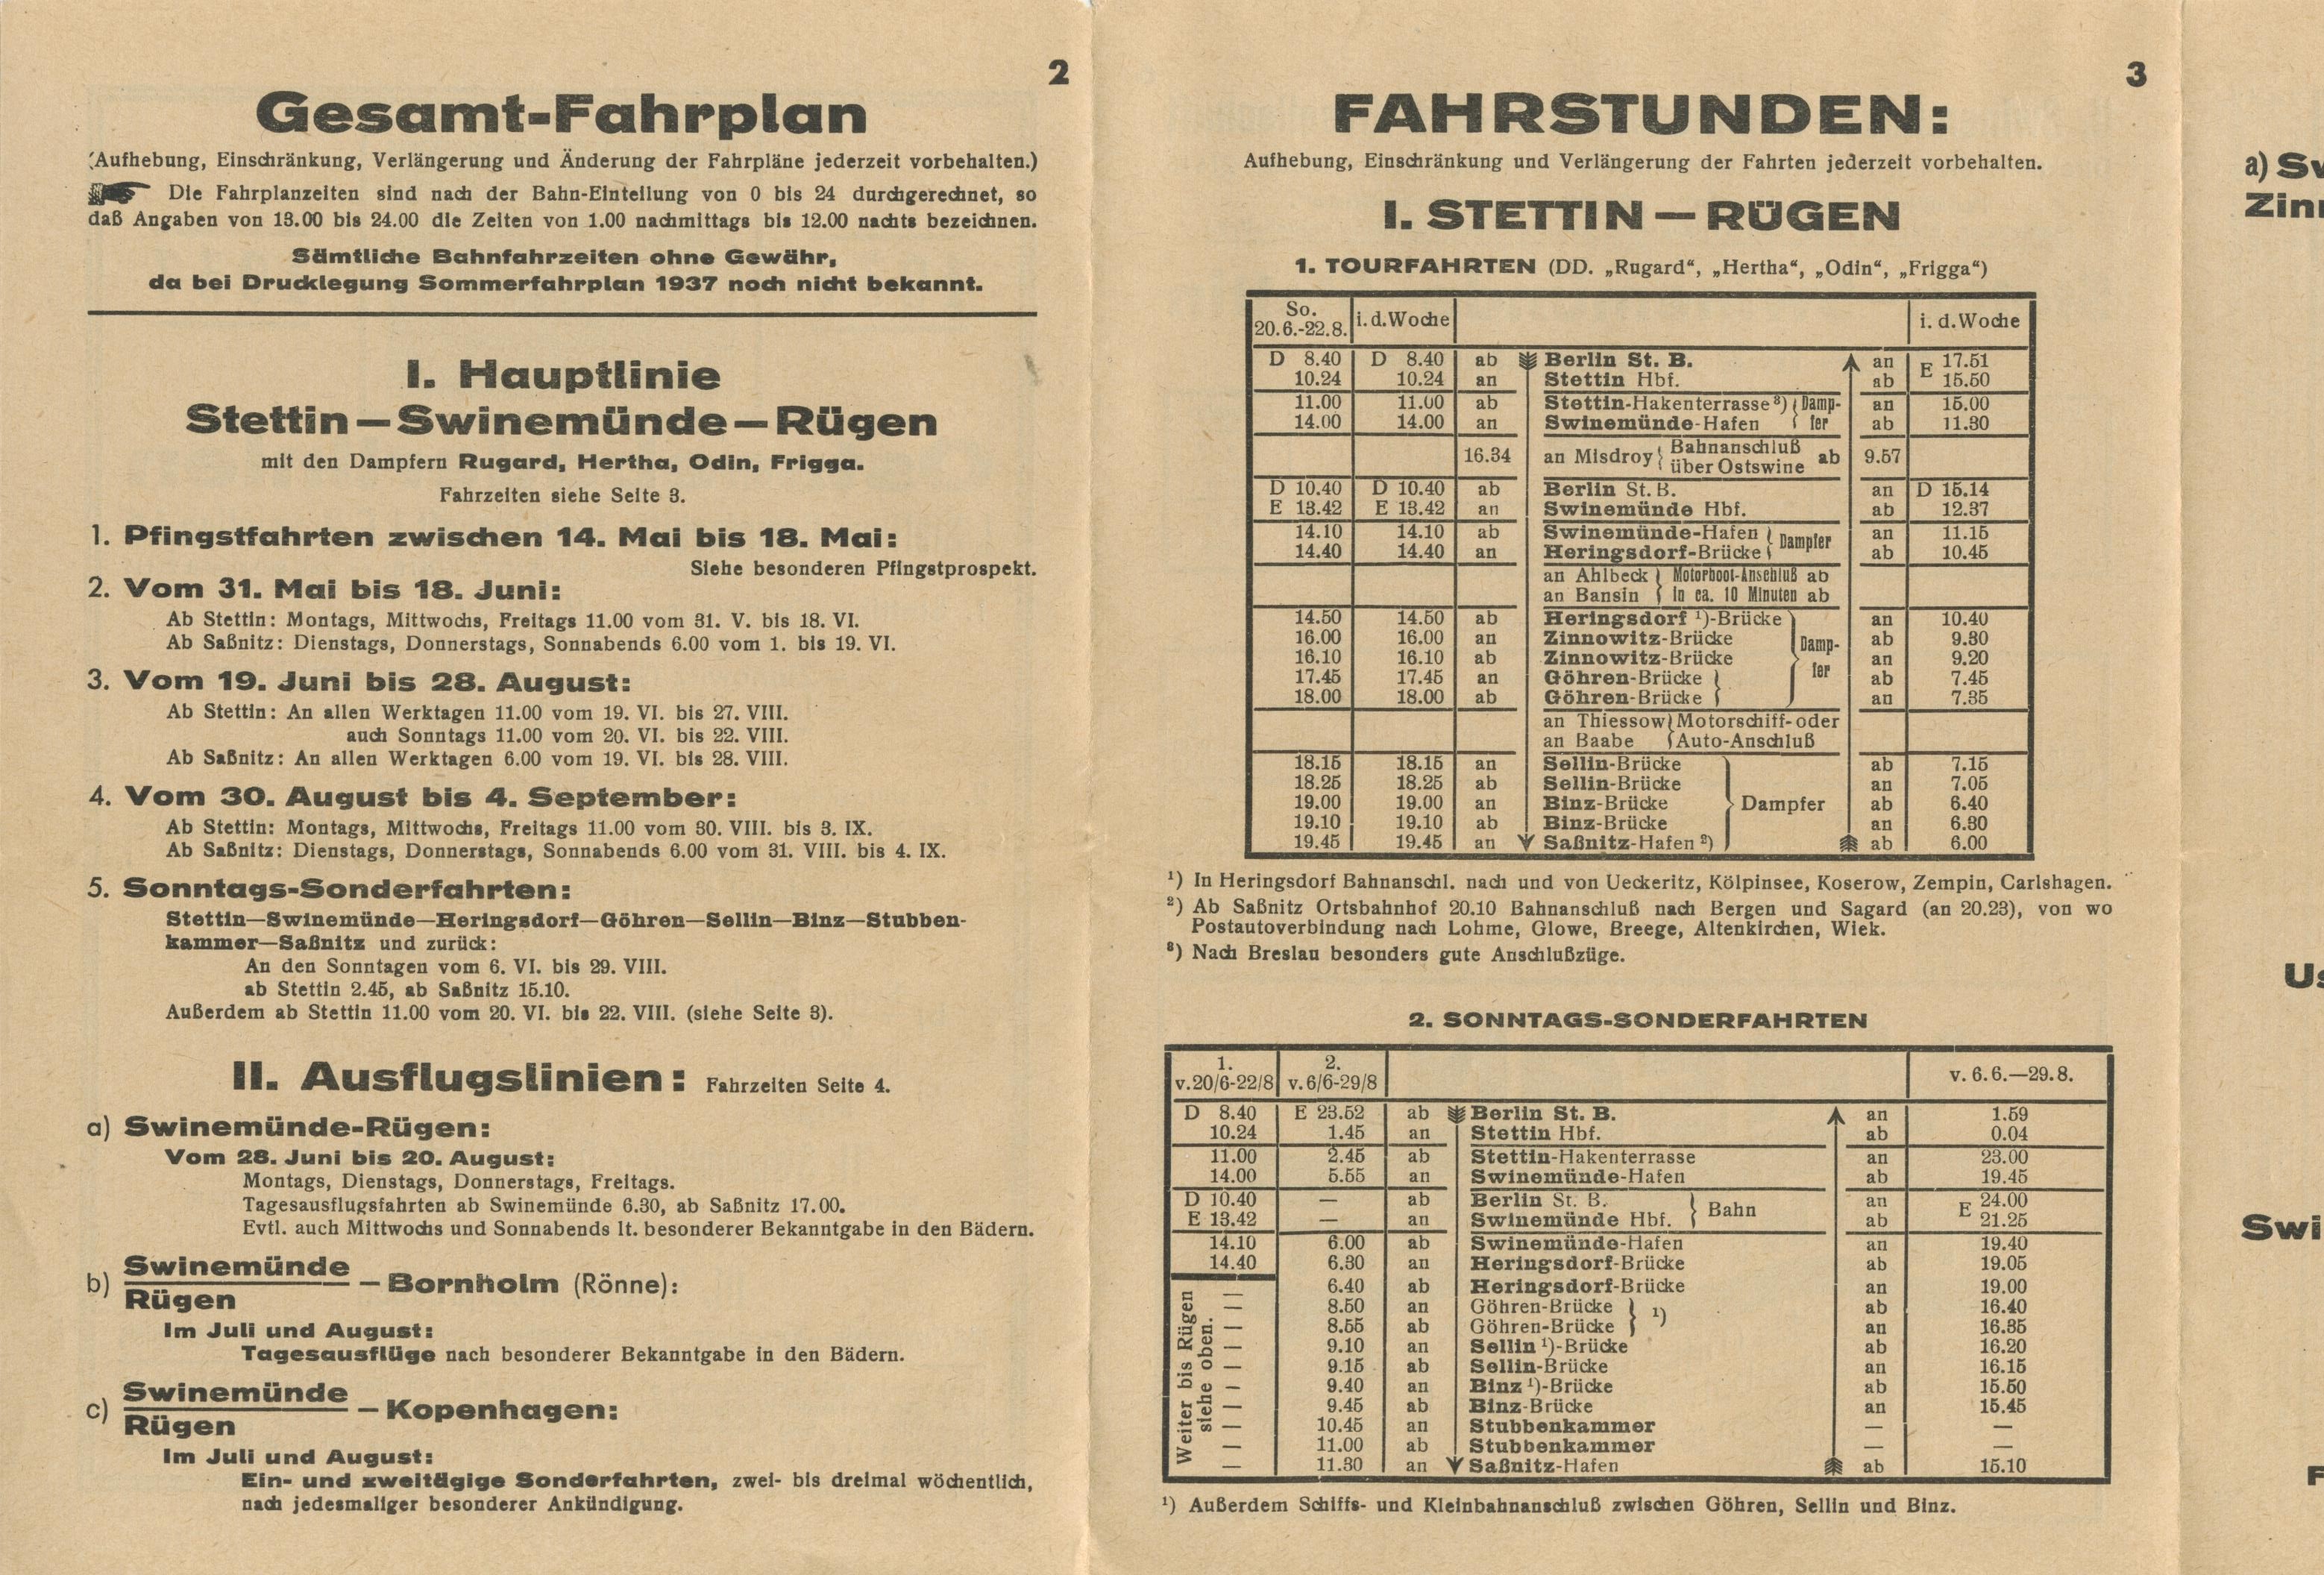 2
Gesamt-Fahrplan
(Aufhebung, Einschränkung, Verlängerung und Änderung der Fahrpläne jederzeit vorbehalten.)
Die Fahrplanzeiten sind nach der Bahn-Einteilung von 0 bis 24 durchgerechnet, so
daß Angaben von 13.00 bis 24.00 die Zeiten von 1.00 nachmittags bis 12.00 nachts bezeichnen.
Sämtliche Bahnfahrzeiten ohne Gewähr,
da bei Drucklegung Sommerfahrplan 1937 noch nicht bekannt.
I. Hauptlinie
Stettin—Swinemünde—Rügen
mit den Dampfern Rugard, Hertha, Odin, Frigga.
Fahrzeiten siehe Seite 3.
1. Pfingstfahrten zwischen 14. Mai bis 18. Mai:
Siehe besonderen Pfingstprospekt.
2. Vom 31. Mai bis 18. Juni:
Ab Stettin: Montags, Mittwochs, Freitags 11.00 vom 31. V. bis 18. VI.
Ab Saßnitz: Dienstags, Donnerstags, Sonnabends 6.00 vom 1. bis 19. VI.
3. Vom 19. Juni bis 28. August:
Ab Stettin: An allen Werktagen 11.00 vom 19. VI. bis 27. VIII.
auch Sonntags 11.00 vom 20. VI. bis 22. VIII.
Ab Saßnitz: An allen Werktagen 6.00 vom 19. VI. bis 28. VIII.
4. Vom 30. August bis 4. September:
Ab Stettin: Montags, Mittwochs, Freitags 11.00 vom 30. VIII. bis 3. IX.
Ab Saßnitz: Dienstags, Donnerstags, Sonnabends 6.00 vom 31. VIII. bis 4. IX.
5. Sonntags-Sonderfahrten:
Stettin—Swinemünde—Heringsdorf—Göhren—Sellin—Binz—Stubben-
kammer—Saßnitz und zurück:
An den Sonntagen vom 6. VI. bis 29. VIII.
ab Stettin 2.45, ab Saßnitz 15.10.
Außerdem ab Stettin 11.00 vom 20. VI. bis 22. VIII. (siehe Seite 3).
II. Ausflugslinien: Fahrzeiten Seite 4.
a) Swinemünde-Rügen:
Vom 28. Juni bis 20. August:
Montags, Dienstags, Donnerstags, Freitags.
Tagesausflugsfahrten ab Swinemünde 6.30, ab Saßnitz 17.00.
Evtl. auch Mittwochs und Sonnabends lt. besonderer Bekanntgabe in den Bädern.
b) Swinemünde
Rügen — Bornholm (Rönne):
Im Juli und August:
Tagesausflüge nach besonderer Bekanntgabe in den Bädern.
c) Swinemünde
Rügen — Kopenhagen:
Im Juli und August:
Ein- und zweitägige Sonderfahrten, zwei- bis dreimal wöchentlich,
nach jedesmaliger besonderer Ankündigung.
3
FAHRSTUNDEN:
Aufhebung, Einschränkung und Verlängerung der Fahrten jederzeit vorbehalten.
I. STETTIN — RÜGEN
1. TOURFAHRTEN (DD. „Rugard“, „Hertha“, „Odin“, „Frigga“)
So. 20.6.-22.8. i.d.Woche i. d. Woche
D 8.40 D 8.40 ab Berlin St. B. an E 17.51
10.24 10.24 an Stettin Hbf. ab 15.50
11.00 11.00 ab Stettin-Hakenterrasse ³) Damp- an 15.00
14.00 14.00 an Swinemünde-Hafen fer ab 11.30
16.34 an Misdroy Bahnanschluß über Ostswine ab 9.57
D 10.40 D 10.40 ab Berlin St. B. an D 15.14
E 13.42 E 13.42 an Swinemünde Hbf. ab 12.37
14.10 14.10 ab Swinemünde-Hafen Dampfer an 11.15
14.40 14.40 an Heringsdorf-Brücke ab 10.45
an Ahlbeck Motorboot-Anschluß ab
an Bansin in ca. 10 Minuten ab
14.50 14.50 ab Heringsdorf ¹)-Brücke an 10.40
16.00 16.00 an Zinnowitz-Brücke Damp- ab 9.30
16.10 16.10 ab Zinnowitz-Brücke fer an 9.20
17.45 17.45 an Göhren-Brücke ab 7.45
18.00 18.00 ab Göhren-Brücke an 7.35
an Thiessow Motorschiff- oder
an Baabe Auto-Anschluß
18.15 18.15 an Sellin-Brücke ab 7.15
18.25 18.25 ab Sellin-Brücke an 7.05
19.00 19.00 an Binz-Brücke Dampfer ab 6.40
19.10 19.10 ab Binz-Brücke an 6.30
19.45 19.45 an Saßnitz-Hafen ²) ab 6.00
¹) In Heringsdorf Bahnanschl. nach und von Ueckeritz, Kölpinsee, Koserow, Zempin, Carlshagen.
²) Ab Saßnitz Ortsbahnhof 20.10 Bahnanschluß nach Bergen und Sagard (an 20.23), von wo
Postautoverbindung nach Lohme, Glowe, Breege, Altenkirchen, Wiek.
³) Nach Breslau besonders gute Anschlußzüge.
2. SONNTAGS-SONDERFAHRTEN
1. v.20/6-22/8 2. v.6/6-29/8 v. 6.6.—29.8.
D 8.40 E 23.52 ab Berlin St. B. an 1.59
10.24 1.45 an Stettin Hbf. ab 0.04
11.00 2.45 ab Stettin-Hakenterrasse an 23.00
14.00 5.55 an Swinemünde-Hafen ab 19.45
D 10.40 — ab Berlin St. B. Bahn an E 24.00
E 13.42 — an Swinemünde Hbf. ab 21.25
14.10 6.00 ab Swinemünde-Hafen an 19.40
14.40 6.30 an Heringsdorf-Brücke ab 19.05
Weiter bis Rügen siehe oben.
— 6.40 ab Heringsdorf-Brücke an 19.00
— 8.50 an Göhren-Brücke ¹) ab 16.40
— 8.55 ab Göhren-Brücke an 16.35
— 9.10 an Sellin ¹)-Brücke ab 16.20
— 9.15 ab Sellin-Brücke an 16.15
— 9.40 an Binz ¹)-Brücke ab 15.50
— 9.45 ab Binz-Brücke an 15.45
— 10.45 an Stubbenkammer — —
— 11.00 ab Stubbenkammer — —
— 11.30 an Saßnitz-Hafen ab 15.10
¹) Außerdem Schiffs- und Kleinbahnanschluß zwischen Göhren, Sellin und Binz.
a) Sw
Zinn
Us
Swi
F